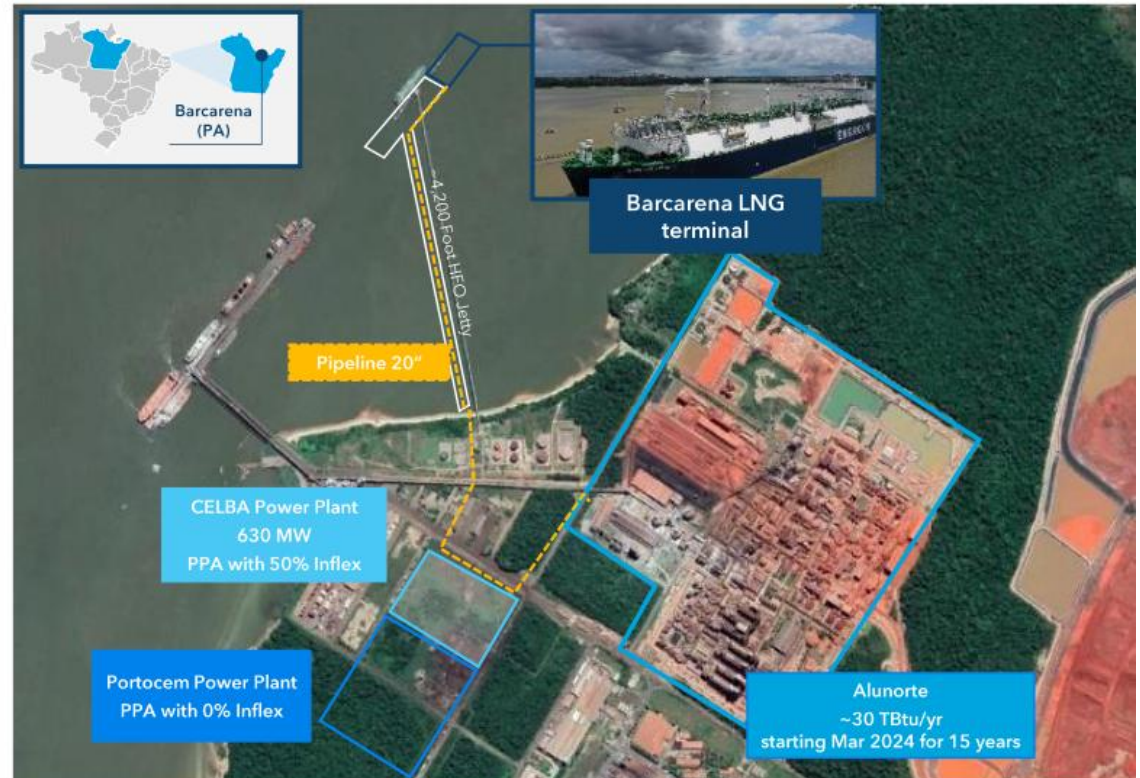 Barcarena
(PA)
Barcarena LNG
terminal
~4,200 Foot HFO Jetty
Pipeline 20"
CELBA Power Plant
630 MW
PPA with 50% Inflex
Portocem Power Plant
PPA with 0% Inflex
Alunorte
~30 TBtu/yr
starting Mar 2024 for 15 years